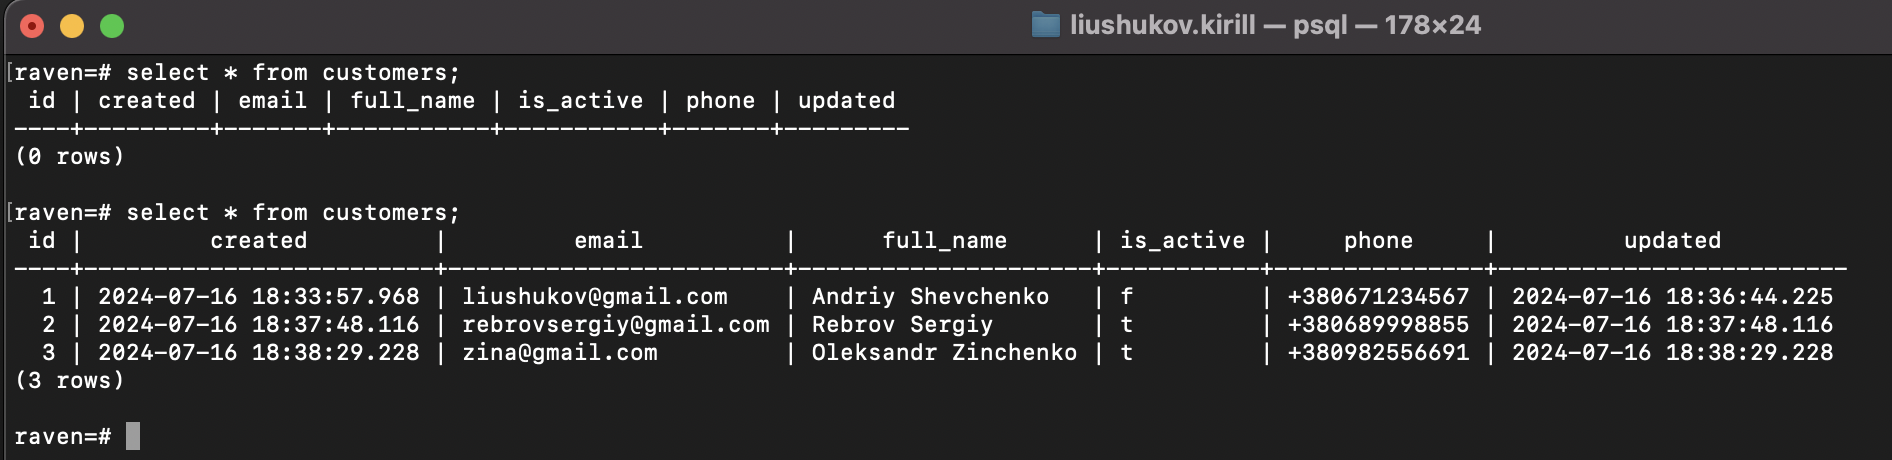 liushukov.kirill — psql — 178×24
[raven=# select * from customers;
 id | created | email | full_name | is_active | phone | updated
----+---------+-------+-----------+-----------+-------+---------
(0 rows)

[raven=# select * from customers;
 id |         created         |         email          |      full_name      | is_active |     phone     |         updated
----+-------------------------+------------------------+---------------------+-----------+---------------+-------------------------
  1 | 2024-07-16 18:33:57.968 | liushukov@gmail.com    | Andriy Shevchenko   | f         | +380671234567 | 2024-07-16 18:36:44.225
  2 | 2024-07-16 18:37:48.116 | rebrovsergiy@gmail.com | Rebrov Sergiy       | t         | +380689998855 | 2024-07-16 18:37:48.116
  3 | 2024-07-16 18:38:29.228 | zina@gmail.com         | Oleksandr Zinchenko | t         | +380982556691 | 2024-07-16 18:38:29.228
(3 rows)

raven=#